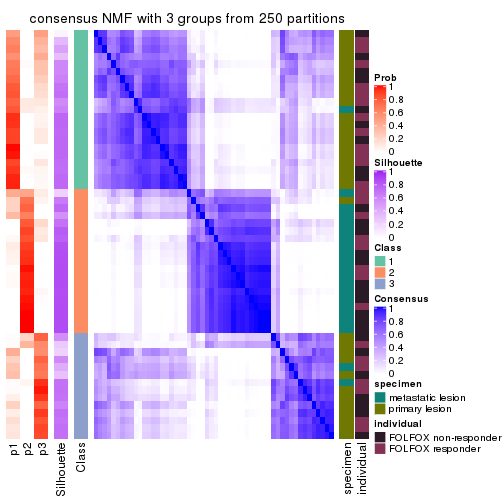 consensus NMF with 3 groups from 250 partitions
Prob
1
0.8
0.6
0.4
0.2
0
Silhouette
1
0.8
0.6
0.4
0.2
0
Class
1
2
3
Consensus
1
0.8
0.6
0.4
0.2
0
specimen
metastatic lesion
primary lesion
individual
FOLFOX non-responder
FOLFOX responder
p1
p2
p3
Silhouette
Class
specimen
individual